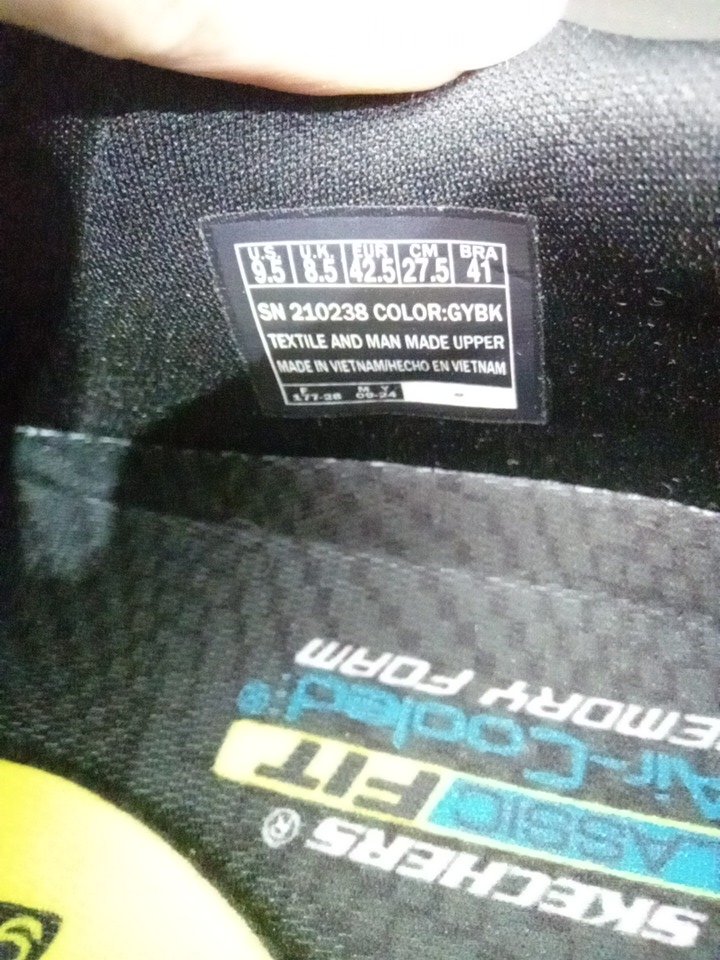 U.S. U.K. EUR CM BRA
9.5 8.5 42.5 27.5 41
SN 210238 COLOR:GYBK
TEXTILE AND MAN MADE UPPER
MADE IN VIETNAM/HECHO EN VIETNAM
F M Y
177-28 09-24
SKECHERS®
CLASSIC FIT
Air-Cooled®
MEMORY FORM